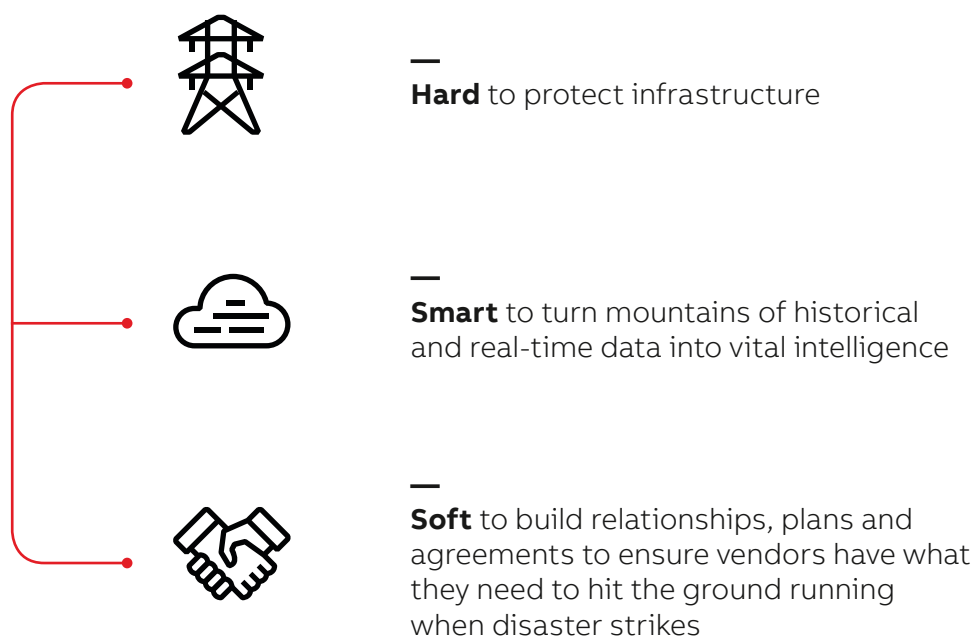 Hard to protect infrastructure
Smart to turn mountains of historical
and real-time data into vital intelligence
Soft to build relationships, plans and
agreements to ensure vendors have what
they need to hit the ground running
when disaster strikes